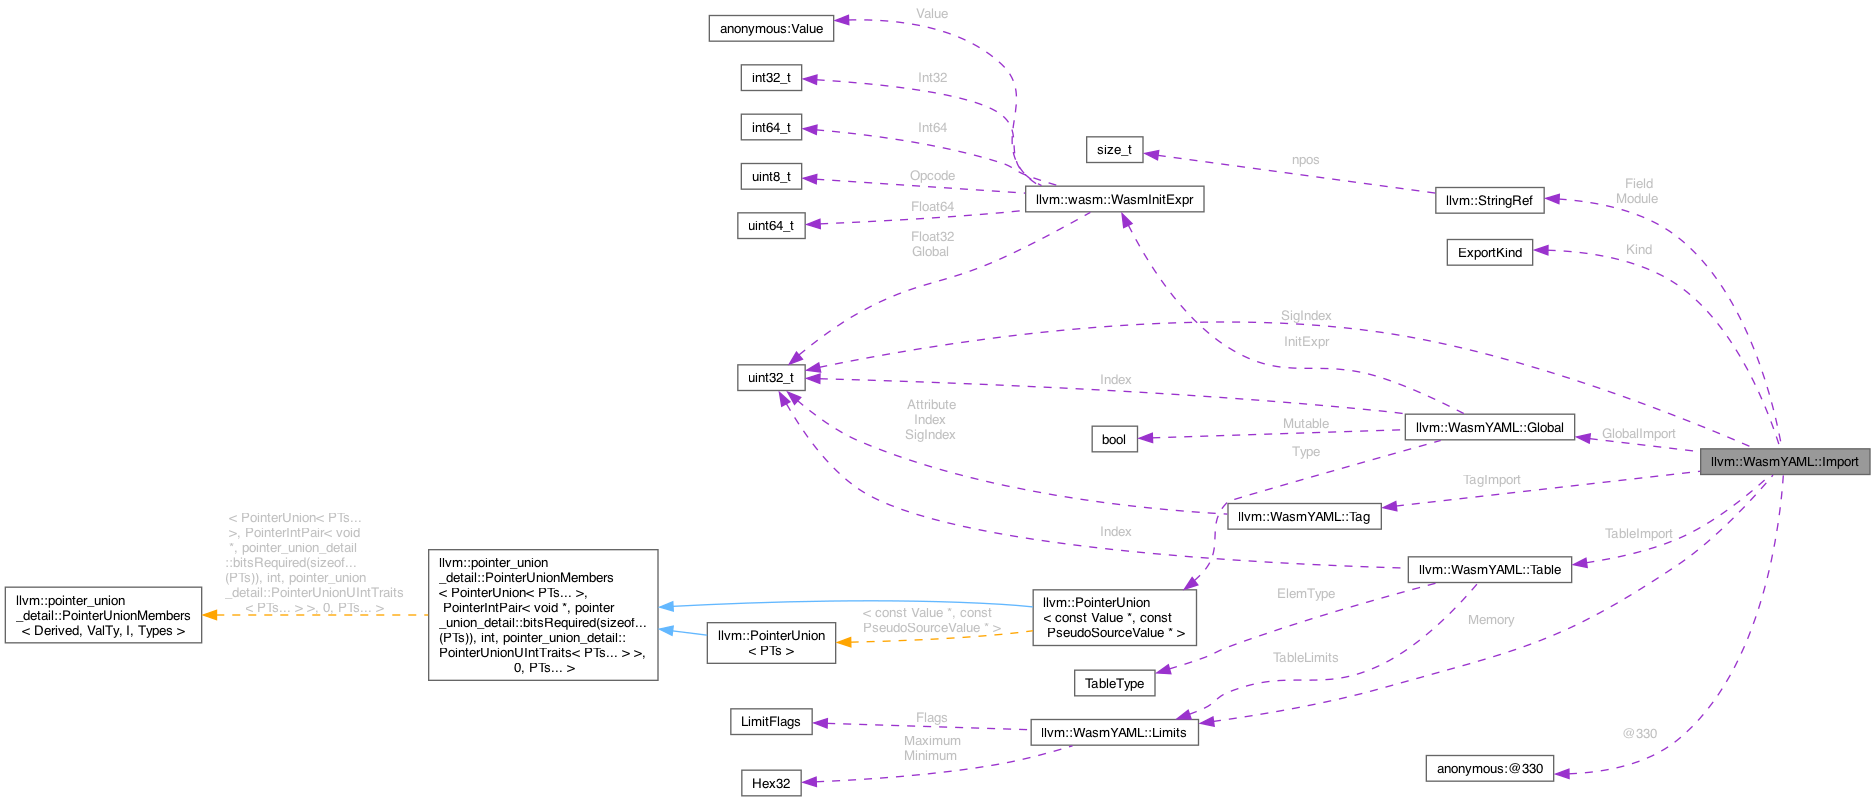 Value
anonymous:Value
int32_t
Int32
int64_t
Int64
size_t
npos
uint8_t
Opcode
llvm::wasm::WasmInitExpr
llvm::StringRef
Field
Module
uint64_t
Float64
Float32
Global
ExportKind
Kind
SigIndex
InitExpr
uint32_t
Index
Attribute
Index
SigIndex
bool
Mutable
llvm::WasmYAML::Global
GlobalImport
llvm::WasmYAML::Import
Type
TagImport
llvm::WasmYAML::Tag
Index
TableImport
llvm::WasmYAML::Table
< PointerUnion< PTs...
>, PointerIntPair< void
*, pointer_union_detail
::bitsRequired(sizeof...
(PTs)), int, pointer_union
_detail::PointerUnionUIntTraits
< PTs... > >, 0, PTs... >
llvm::pointer_union
_detail::PointerUnionMembers
< Derived, ValTy, I, Types >
llvm::pointer_union
_detail::PointerUnionMembers
< PointerUnion< PTs... >,
PointerIntPair< void *, pointer
_union_detail::bitsRequired(sizeof...
(PTs)), int, pointer_union_detail::
PointerUnionUIntTraits< PTs... > >,
0, PTs... >
llvm::PointerUnion
< PTs >
< const Value *, const
PseudoSourceValue * >
llvm::PointerUnion
< const Value *, const
PseudoSourceValue * >
ElemType
Memory
TableLimits
TableType
LimitFlags
Flags
llvm::WasmYAML::Limits
Maximum
Minimum
Hex32
@330
anonymous:@330